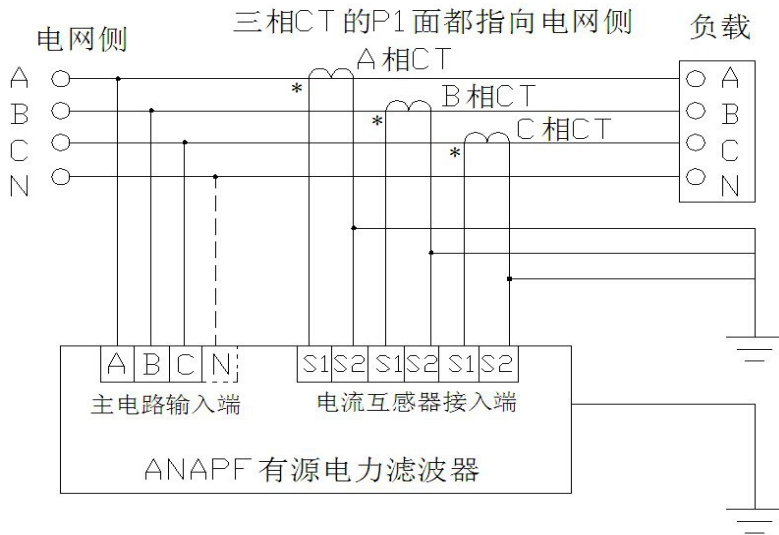 三相CT的P1面都指向电网侧
电网侧
负载
A
A相CT
A
*
B
B相CT
B
*
C
C相CT
C
*
N
N
A B C N
S1 S2 S1 S2 S1 S2
主电路输入端
电流互感器接入端
ANAPF有源电力滤波器